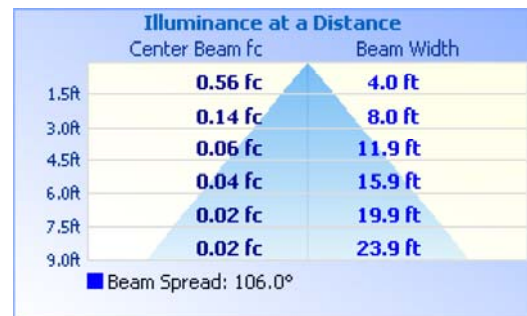 Illuminance at a Distance
Center Beam fc Beam Width
1.5ft 0.56 fc 4.0 ft
3.0ft 0.14 fc 8.0 ft
4.5ft 0.06 fc 11.9 ft
6.0ft 0.04 fc 15.9 ft
7.5ft 0.02 fc 19.9 ft
9.0ft 0.02 fc 23.9 ft
Beam Spread: 106.0°